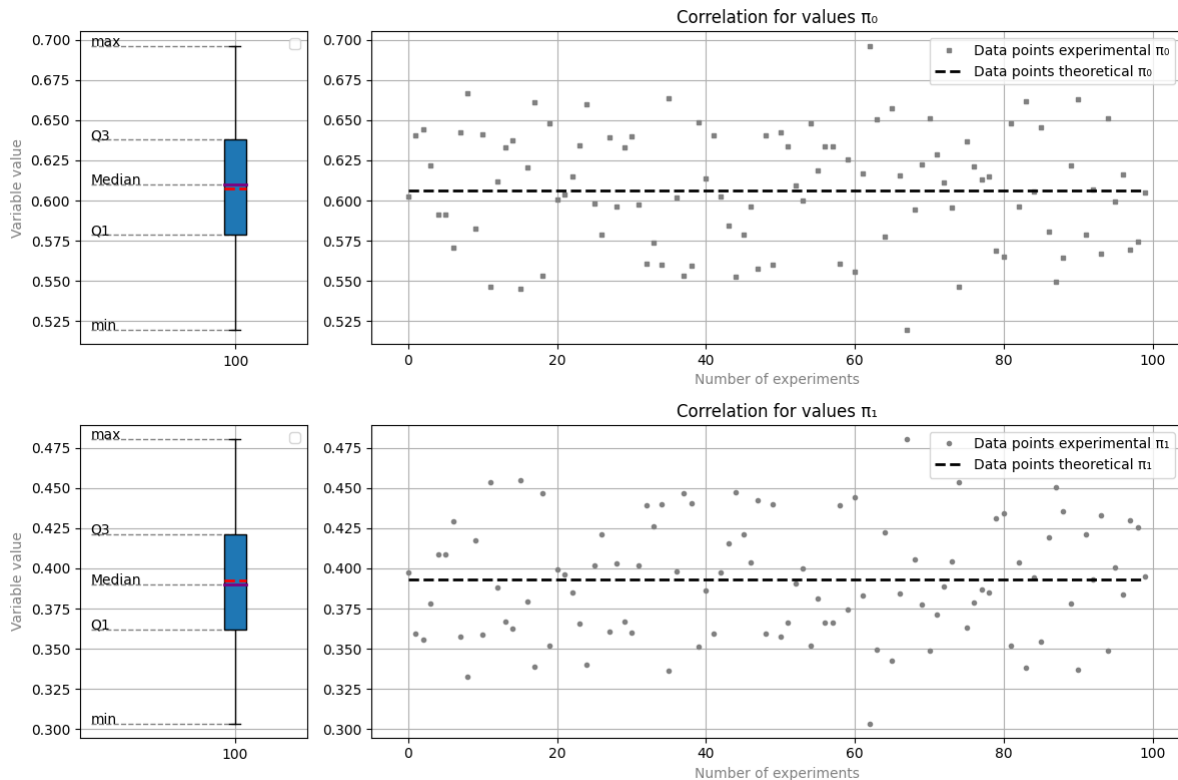 Correlation for values π₀
Variable value
0.700
0.675
0.650
0.625
0.600
0.575
0.550
0.525
max
Q3
Median
Q1
min
100
0.700
0.675
0.650
0.625
0.600
0.575
0.550
0.525
Data points experimental π₀
Data points theoretical π₀
0
20
40
60
80
100
Number of experiments
Correlation for values π₁
Variable value
0.475
0.450
0.425
0.400
0.375
0.350
0.325
0.300
max
Q3
Median
Q1
min
100
0.475
0.450
0.425
0.400
0.375
0.350
0.325
0.300
Data points experimental π₁
Data points theoretical π₁
0
20
40
60
80
100
Number of experiments